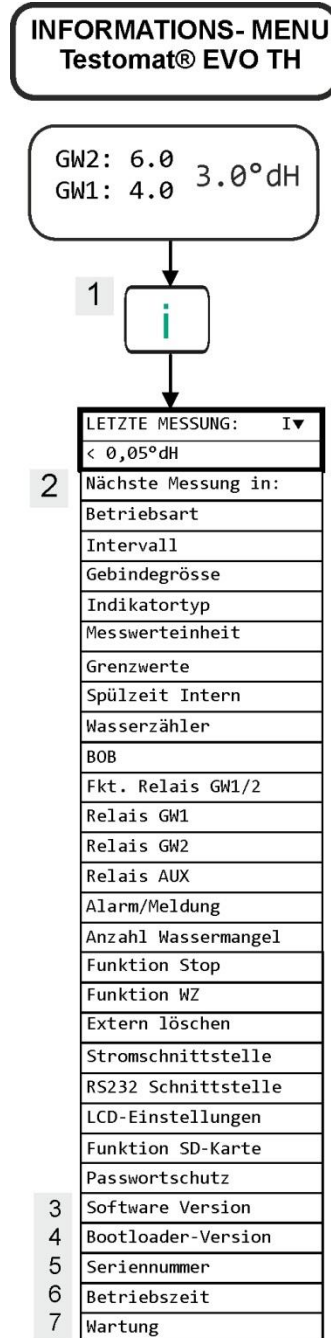 INFORMATIONS- MENU
Testomat® EVO TH
GW2: 6.0
GW1: 4.0
3.0°dH
1
i
LETZTE MESSUNG: I▼
< 0,05°dH
2 Nächste Messung in:
Betriebsart
Intervall
Gebindegrösse
Indikatortyp
Messwerteinheit
Grenzwerte
Spülzeit Intern
Wasserzähler
BOB
Fkt. Relais GW1/2
Relais GW1
Relais GW2
Relais AUX
Alarm/Meldung
Anzahl Wassermangel
Funktion Stop
Funktion WZ
Extern löschen
Stromschnittstelle
RS232 Schnittstelle
LCD-Einstellungen
Funktion SD-Karte
Passwortschutz
3 Software Version
4 Bootloader-Version
5 Seriennummer
6 Betriebszeit
7 Wartung